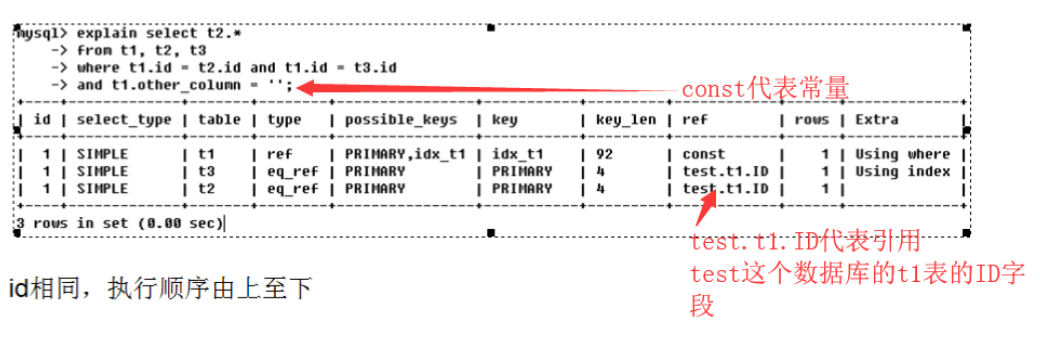 mysql> explain select t2.*
-> from t1, t2, t3
-> where t1.id = t2.id and t1.id = t3.id
-> and t1.other_column = '';
const代表常量
| id | select_type | table | type | possible_keys | key | key_len | ref | rows | Extra |
| 1 | SIMPLE | t1 | ref | PRIMARY,idx_t1 | idx_t1 | 92 | const | 1 | Using where |
| 1 | SIMPLE | t3 | eq_ref | PRIMARY | PRIMARY | 4 | test.t1.ID | 1 | Using index |
| 1 | SIMPLE | t2 | eq_ref | PRIMARY | PRIMARY | 4 | test.t1.ID | 1 | |
3 rows in set (0.00 sec)
test.t1.ID代表引用
test这个数据库的t1表的ID字
段
id相同，执行顺序由上至下